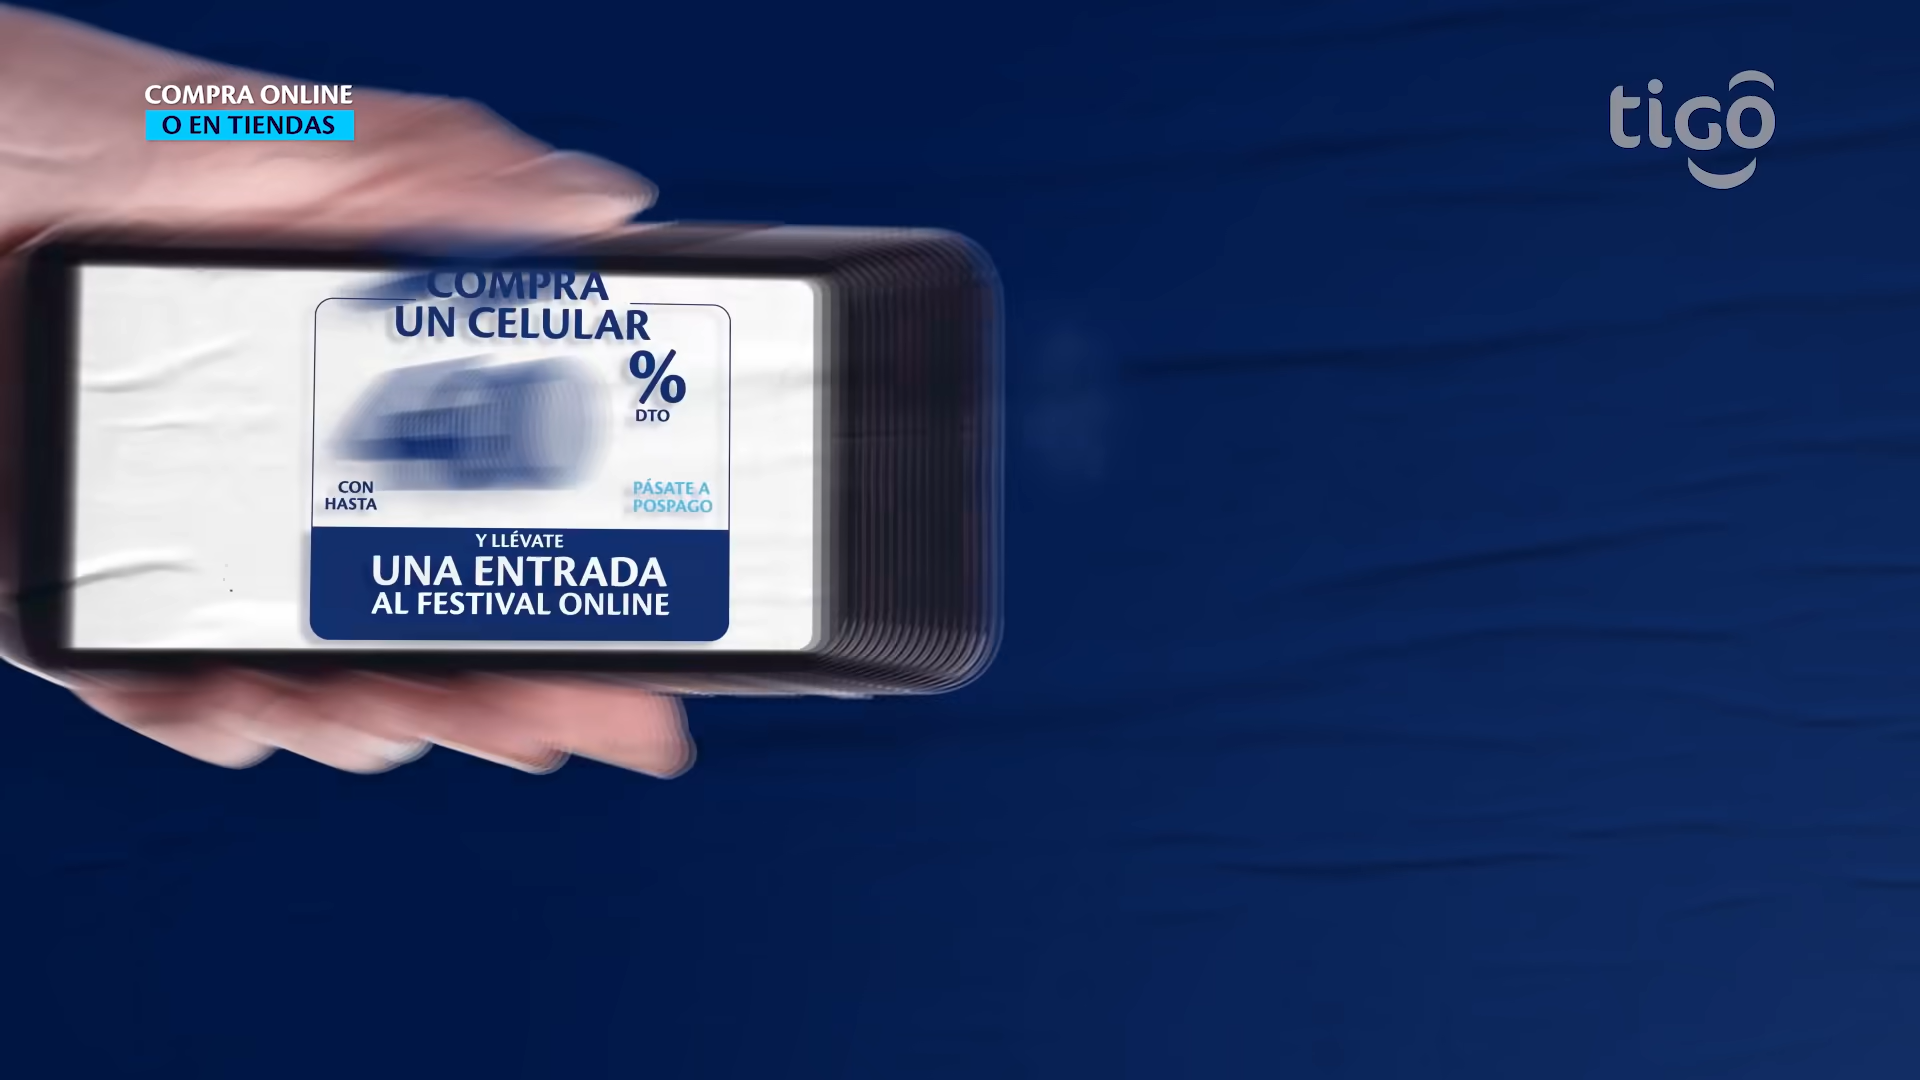 COMPRA ONLINE
O EN TIENDAS
tigo
COMPRA
UN CELULAR
%
DTO
CON
HASTA
PÁSATE A
POSPAGO
Y LLÉVATE
UNA ENTRADA
AL FESTIVAL ONLINE